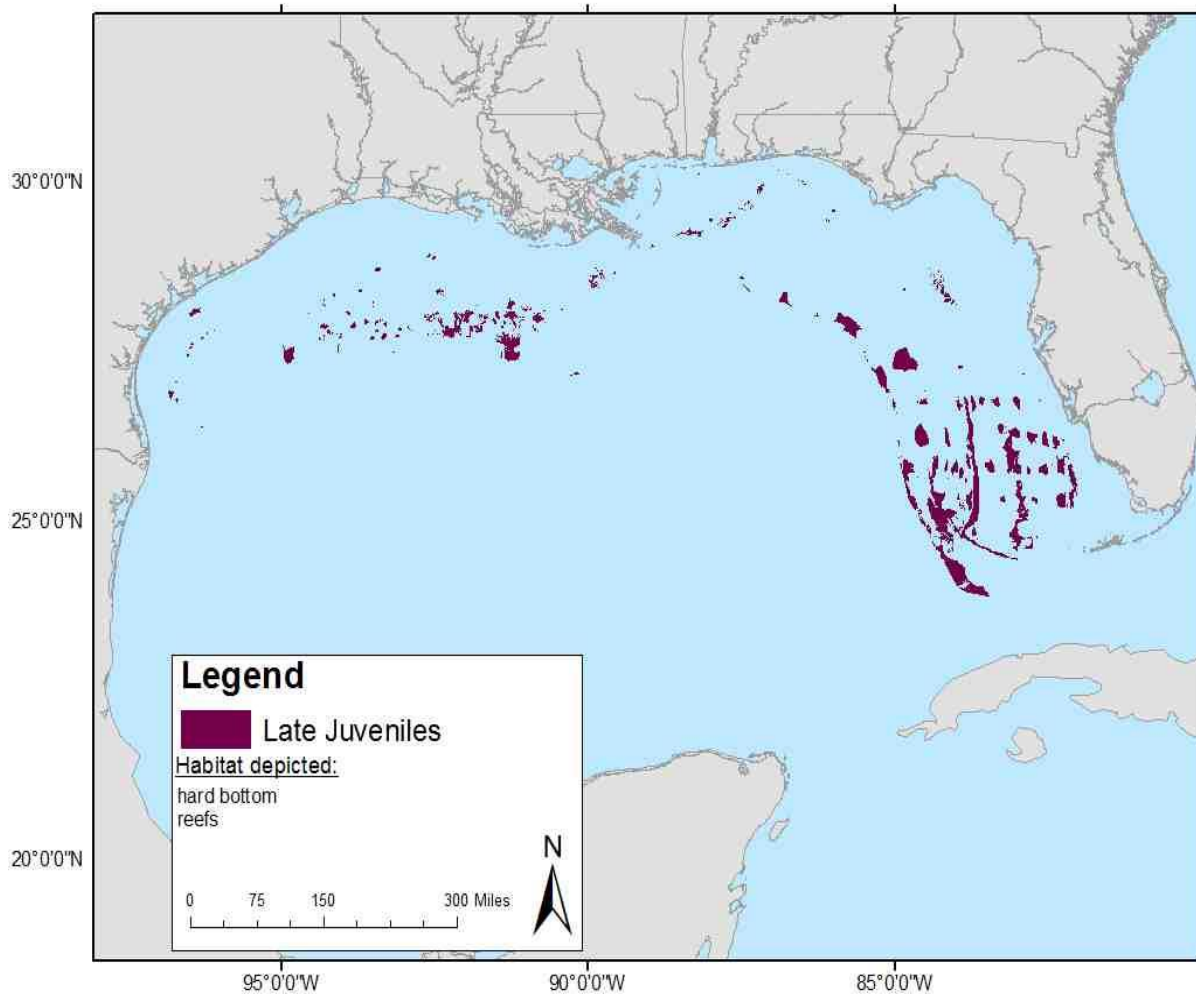 30°0'0"N
25°0'0"N
20°0'0"N
Legend
Late Juveniles
Habitat depicted:
hard bottom
reefs
N
0 75 150 300 Miles
95°0'0"W 90°0'0"W 85°0'0"W